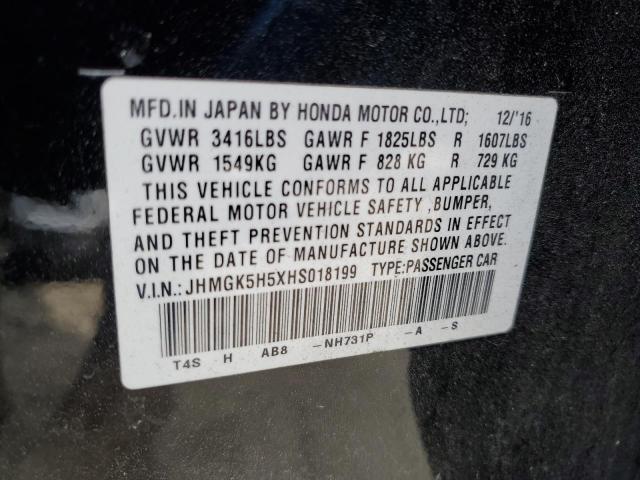 MFD.IN JAPAN BY HONDA MOTOR CO.,LTD; 12/'16
GVWR 3416LBS GAWR F 1825LBS R 1607LBS
GVWR 1549KG GAWR F 828 KG R 729 KG
THIS VEHICLE CONFORMS TO ALL APPLICABLE
FEDERAL MOTOR VEHICLE SAFETY ,BUMPER,
AND THEFT PREVENTION STANDARDS IN EFFECT
ON THE DATE OF MANUFACTURE SHOWN ABOVE.
V.I.N.:JHMGK5H5XHS018199 TYPE:PASSENGER CAR
T4S H AB8 -NH731P -A -S